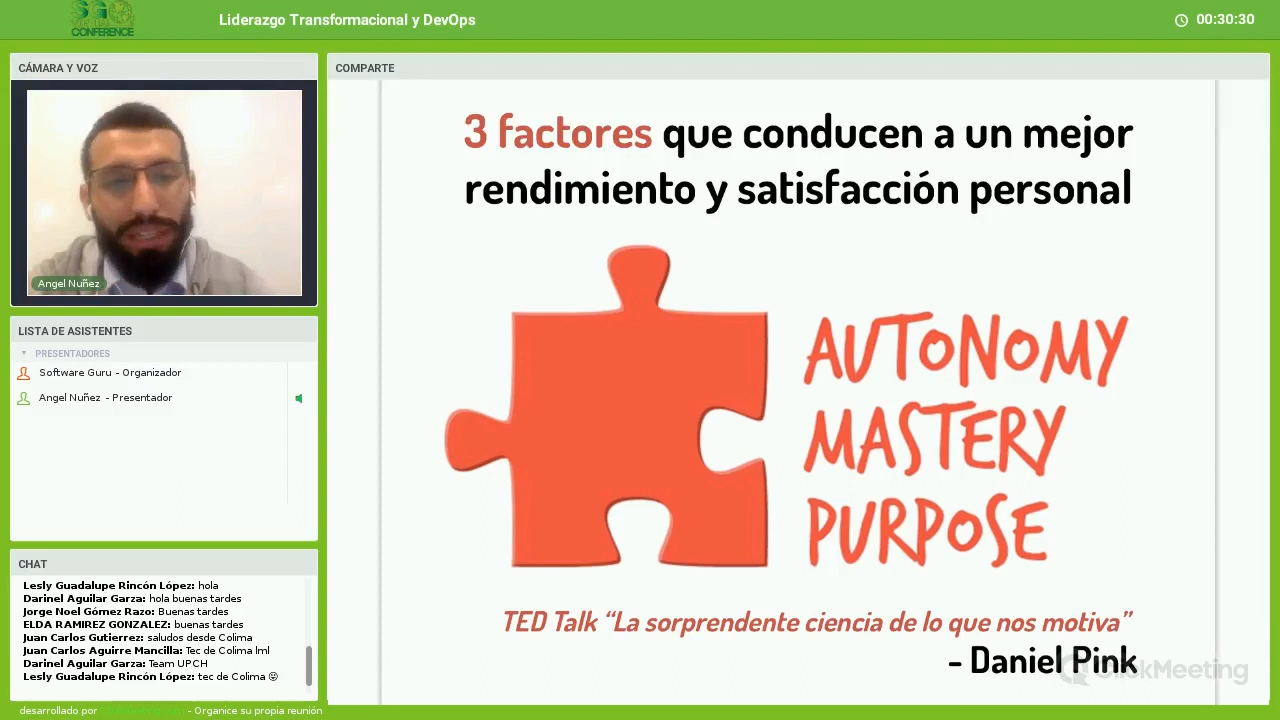 SG
CONFERENCE
Liderazgo Transformacional y DevOps
00:30:30
CÁMARA Y VOZ
Angel Nuñez
LISTA DE ASISTENTES
PRESENTADORES
Software Guru - Organizador
Angel Nuñez - Presentador
CHAT
Lesly Guadalupe Rincón López: hola
Darinel Aguilar Garza: hola buenas tardes
Jorge Noel Gómez Razo: Buenas tardes
ELDA RAMIREZ GONZALEZ: buenas tardes
Juan Carlos Gutierrez: saludos desde Colima
Juan Carlos Aguirre Mancilla: Tec de Colima lml
Darinel Aguilar Garza: Team UPCH
Lesly Guadalupe Rincón López: tec de Colima 😜
desarrollado por - Organice su propia reunión
COMPARTE
3 factores que conducen a un mejor
rendimiento y satisfacción personal
AUTONOMY
MASTERY
PURPOSE
TED Talk “La sorprendente ciencia de lo que nos motiva”
- Daniel Pink
ClickMeeting